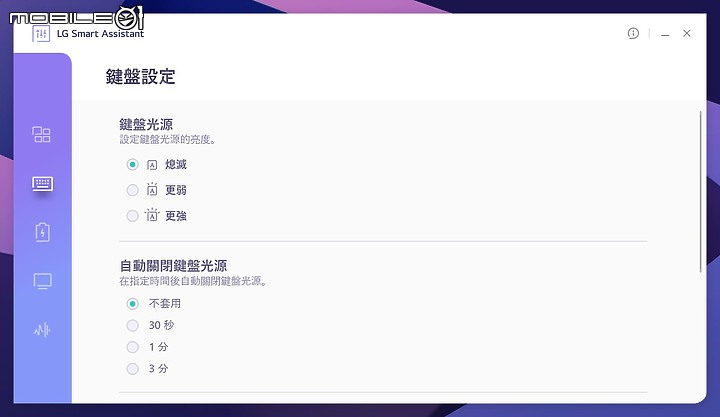 MOBILE01
LG Smart Assistant
鍵盤設定
鍵盤光源
設定鍵盤光源的亮度。
A 熄滅
A 更弱
A 更強
自動關閉鍵盤光源
在指定時間後自動關閉鍵盤光源。
不套用
30 秒
1 分
3 分